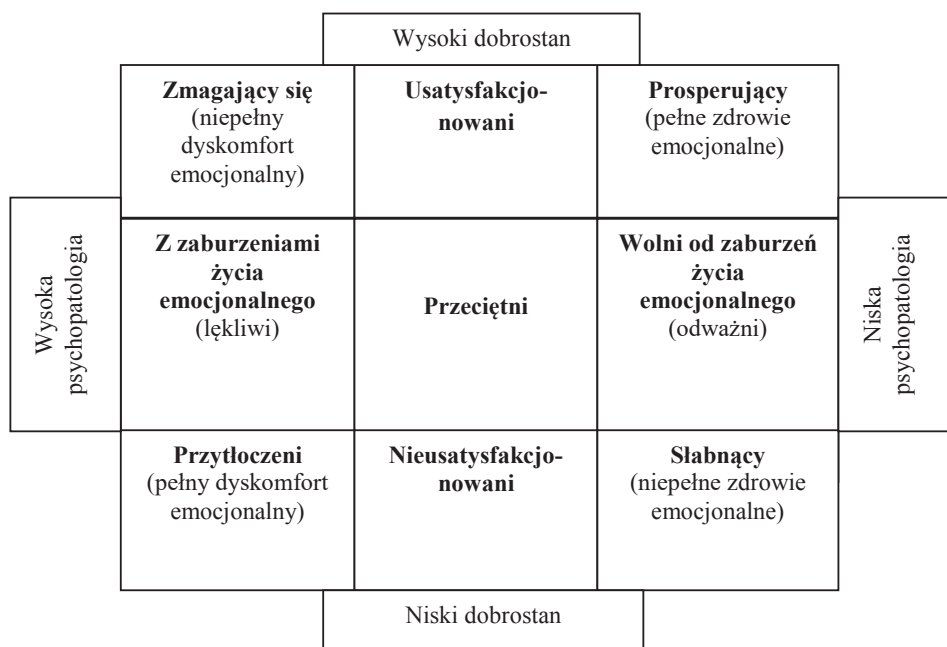 Wysoki dobrostan
Zmagający się
(niepełny
dyskomfort
emocjonalny)
Usatysfakcjo-
nowani
Prosperujący
(pełne zdrowie
emocjonalne)
Wysoka
psychopatologia
Z zaburzeniami
życia
emocjonalnego
(lękliwi)
Przeciętni
Wolni od zaburzeń
życia
emocjonalnego
(odważni)
Niska
psychopatologia
Przytłoczeni
(pełny dyskomfort
emocjonalny)
Nieusatysfakcjo-
nowani
Słabnący
(niepełne zdrowie
emocjonalne)
Niski dobrostan